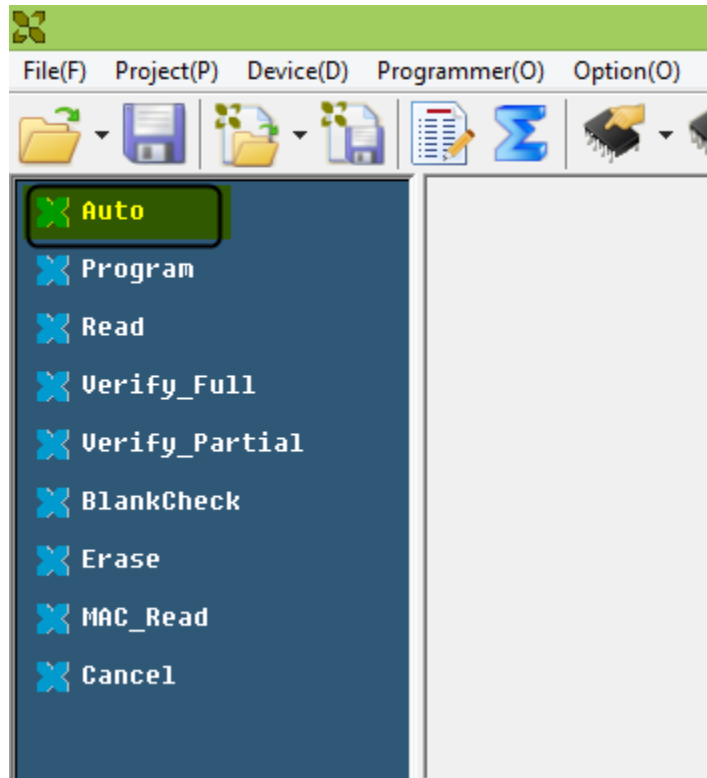 File(F) Project(P) Device(D) Programmer(O) Option(O)
Auto
Program
Read
Verify_Full
Verify_Partial
BlankCheck
Erase
MAC_Read
Cancel